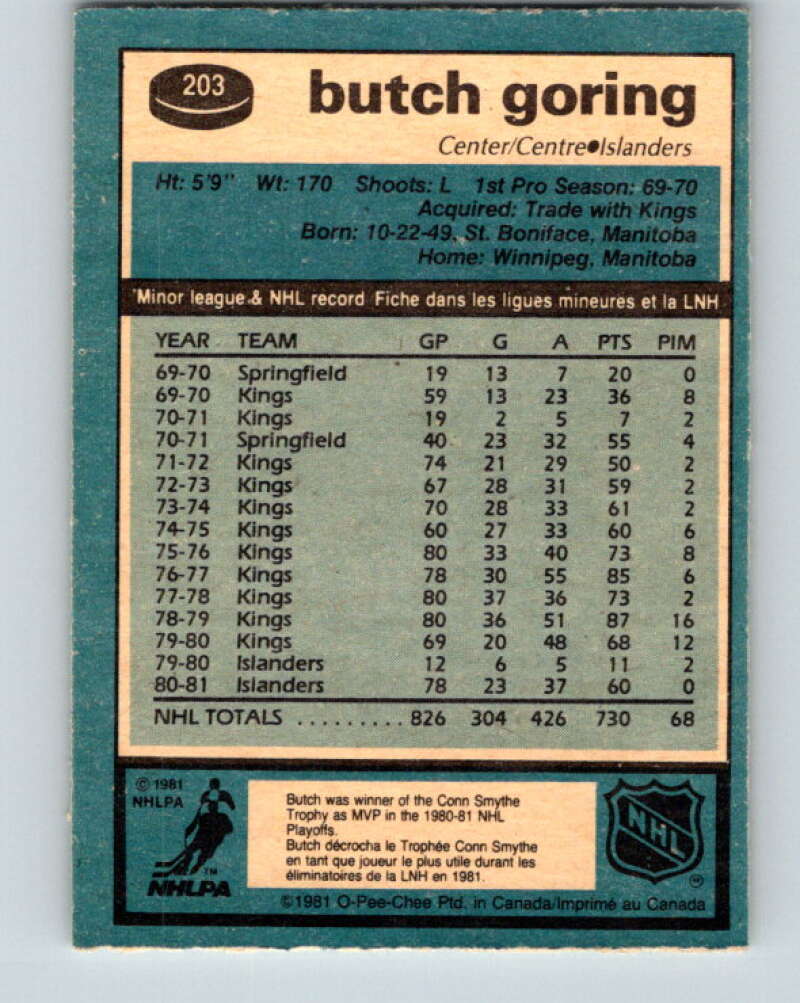 203
butch goring
Center/Centre●Islanders
Ht: 5'9" Wt: 170 Shoots: L 1st Pro Season: 69-70
Acquired: Trade with Kings
Born: 10-22-49, St. Boniface, Manitoba
Home: Winnipeg, Manitoba
Minor league & NHL record Fiche dans les ligues mineures et la LNH
YEAR TEAM GP G A PTS PIM
69-70 Springfield 19 13 7 20 0
69-70 Kings 59 13 23 36 8
70-71 Kings 19 2 5 7 2
70-71 Springfield 40 23 32 55 4
71-72 Kings 74 21 29 50 2
72-73 Kings 67 28 31 59 2
73-74 Kings 70 28 33 61 2
74-75 Kings 60 27 33 60 6
75-76 Kings 80 33 40 73 8
76-77 Kings 78 30 55 85 6
77-78 Kings 80 37 36 73 2
78-79 Kings 80 36 51 87 16
79-80 Kings 69 20 48 68 12
79-80 Islanders 12 6 5 11 2
80-81 Islanders 78 23 37 60 0
NHL TOTALS ......... 826 304 426 730 68
© 1981
NHLPA
TM
NHLPA
Butch was winner of the Conn Smythe
Trophy as MVP in the 1980-81 NHL
Playoffs.
Butch décrocha le Trophée Conn Smythe
en tant que joueur le plus utile durant les
éliminatoires de la LNH en 1981.
NHL
©1981 O-Pee-Chee Ptd. in Canada/Imprimé au Canada